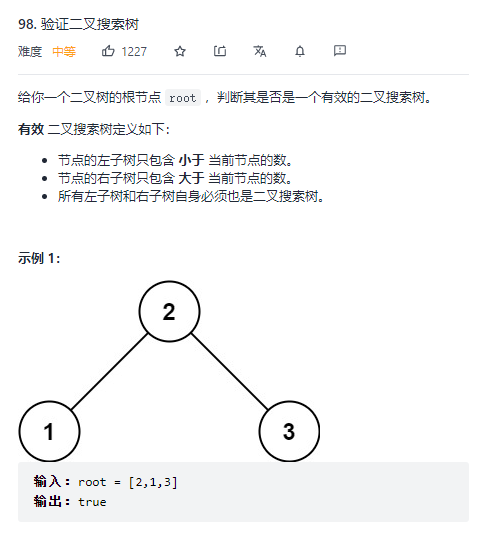 98. 验证二叉搜索树
难度 中等 1227
给你一个二叉树的根节点 root ，判断其是否是一个有效的二叉搜索树。
有效 二叉搜索树定义如下：
• 节点的左子树只包含 小于 当前节点的数。
• 节点的右子树只包含 大于 当前节点的数。
• 所有左子树和右子树自身必须也是二叉搜索树。
示例 1：
2
1 3
输入：root = [2,1,3]
输出：true